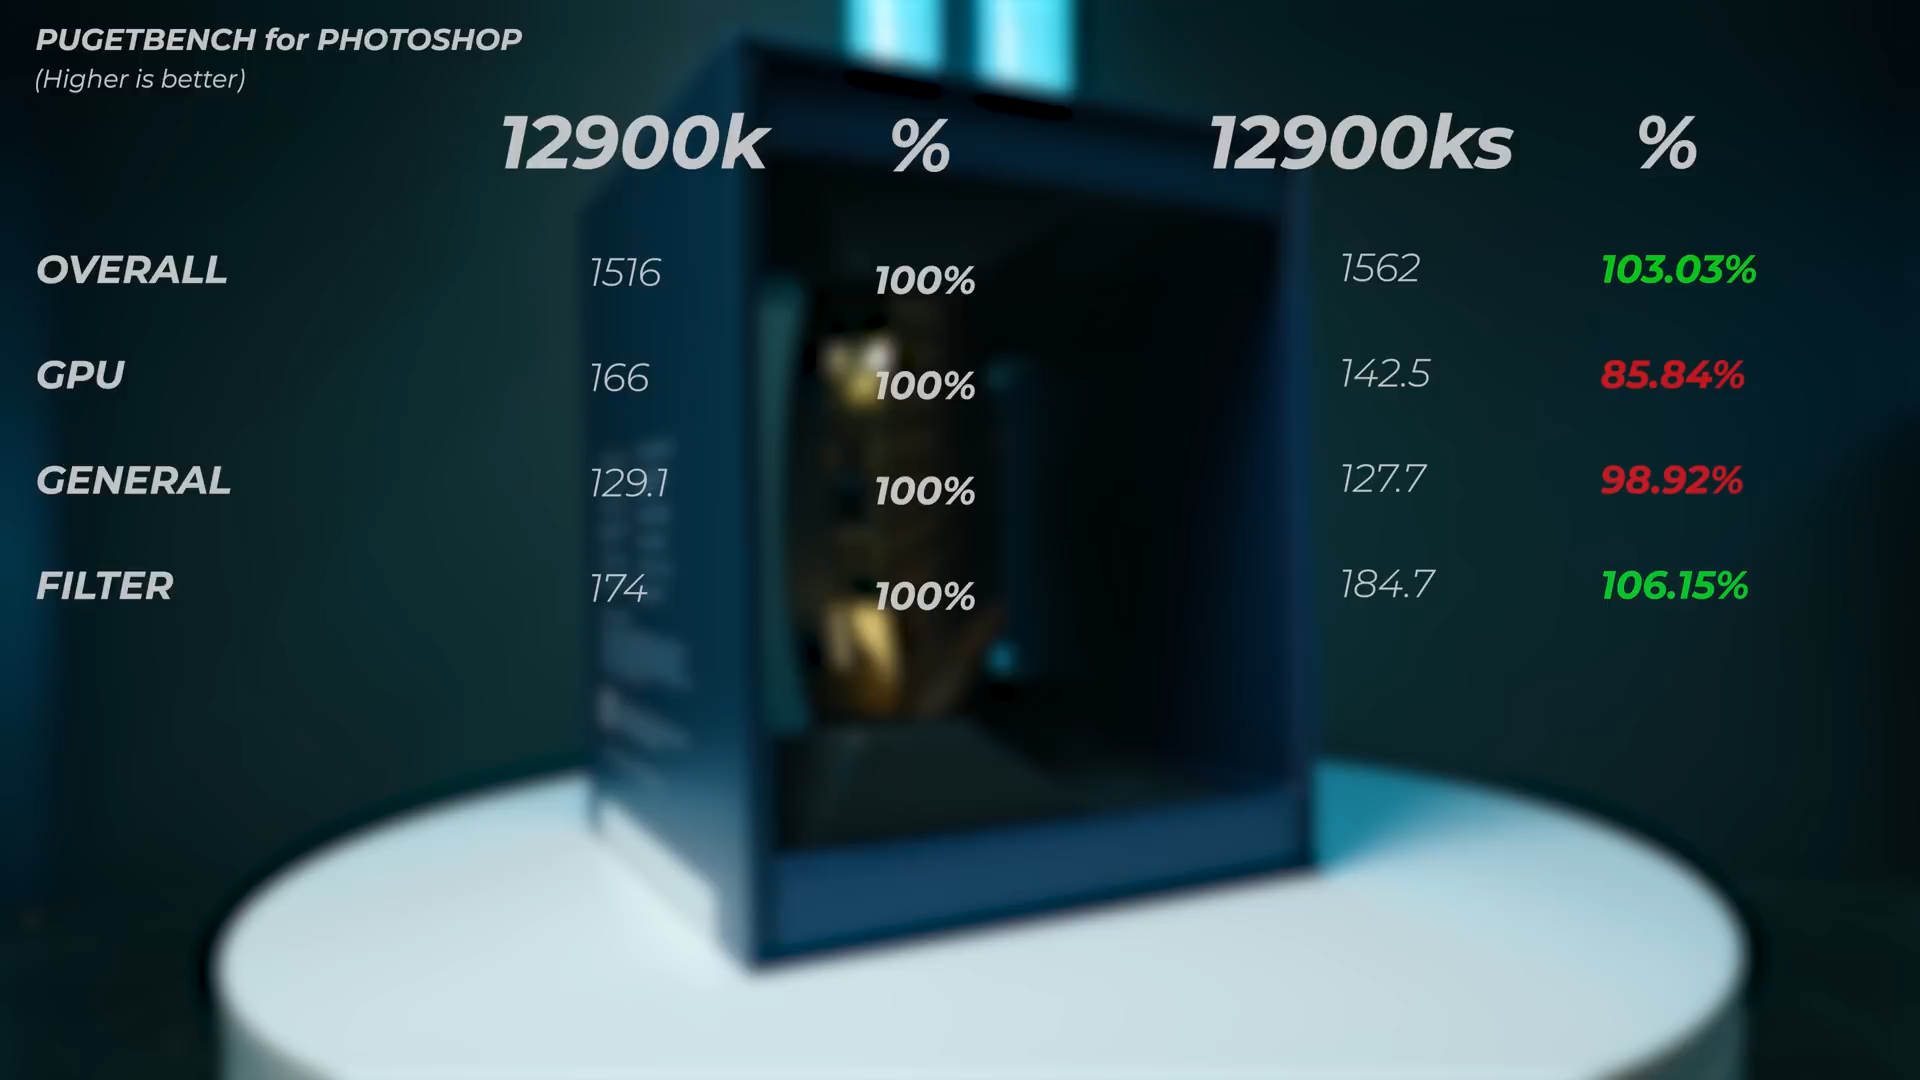 PUGETBENCH for PHOTOSHOP
(Higher is better)
12900k % 12900ks %
OVERALL 1516 100% 1562 103.03%
GPU 166 100% 142.5 85.84%
GENERAL 129.1 100% 127.7 98.92%
FILTER 174 100% 184.7 106.15%